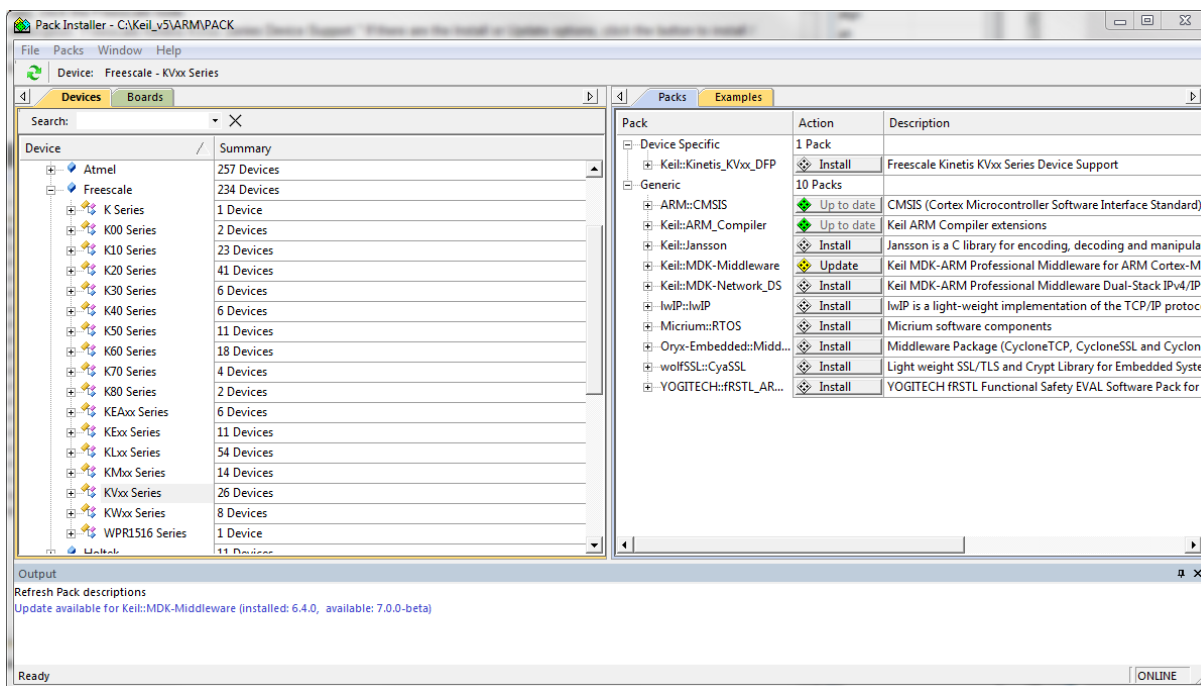 Pack Installer - C:\Keil_v5\ARM\PACK
File Packs Window Help
Device: Freescale - KVxx Series
Devices Boards
Search:
Device Summary
Atmel 257 Devices
Freescale 234 Devices
K Series 1 Device
K00 Series 2 Devices
K10 Series 23 Devices
K20 Series 41 Devices
K30 Series 6 Devices
K40 Series 6 Devices
K50 Series 11 Devices
K60 Series 18 Devices
K70 Series 4 Devices
K80 Series 2 Devices
KEAxx Series 6 Devices
KExx Series 11 Devices
KLxx Series 54 Devices
KMxx Series 14 Devices
KVxx Series 26 Devices
KWxx Series 8 Devices
WPR1516 Series 1 Device
Holtek 11 Devices
Packs Examples
Pack Action Description
Device Specific 1 Pack
Keil::Kinetis_KVxx_DFP Install Freescale Kinetis KVxx Series Device Support
Generic 10 Packs
ARM::CMSIS Up to date CMSIS (Cortex Microcontroller Software Interface Standard)
Keil::ARM_Compiler Up to date Keil ARM Compiler extensions
Keil::Jansson Install Jansson is a C library for encoding, decoding and manipula
Keil::MDK-Middleware Update Keil MDK-ARM Professional Middleware for ARM Cortex-M
Keil::MDK-Network_DS Install Keil MDK-ARM Professional Middleware Dual-Stack IPv4/IP
lwIP::lwIP Install lwIP is a light-weight implementation of the TCP/IP protoc
Micrium::RTOS Install Micrium software components
Oryx-Embedded::Midd... Install Middleware Package (CycloneTCP, CycloneSSL and Cyclon
wolfSSL::CyaSSL Install Light weight SSL/TLS and Crypt Library for Embedded Syste
YOGITECH::fRSTL_AR... Install YOGITECH fRSTL Functional Safety EVAL Software Pack for
Output
Refresh Pack descriptions
Update available for Keil::MDK-Middleware (installed: 6.4.0, available: 7.0.0-beta)
Ready ONLINE